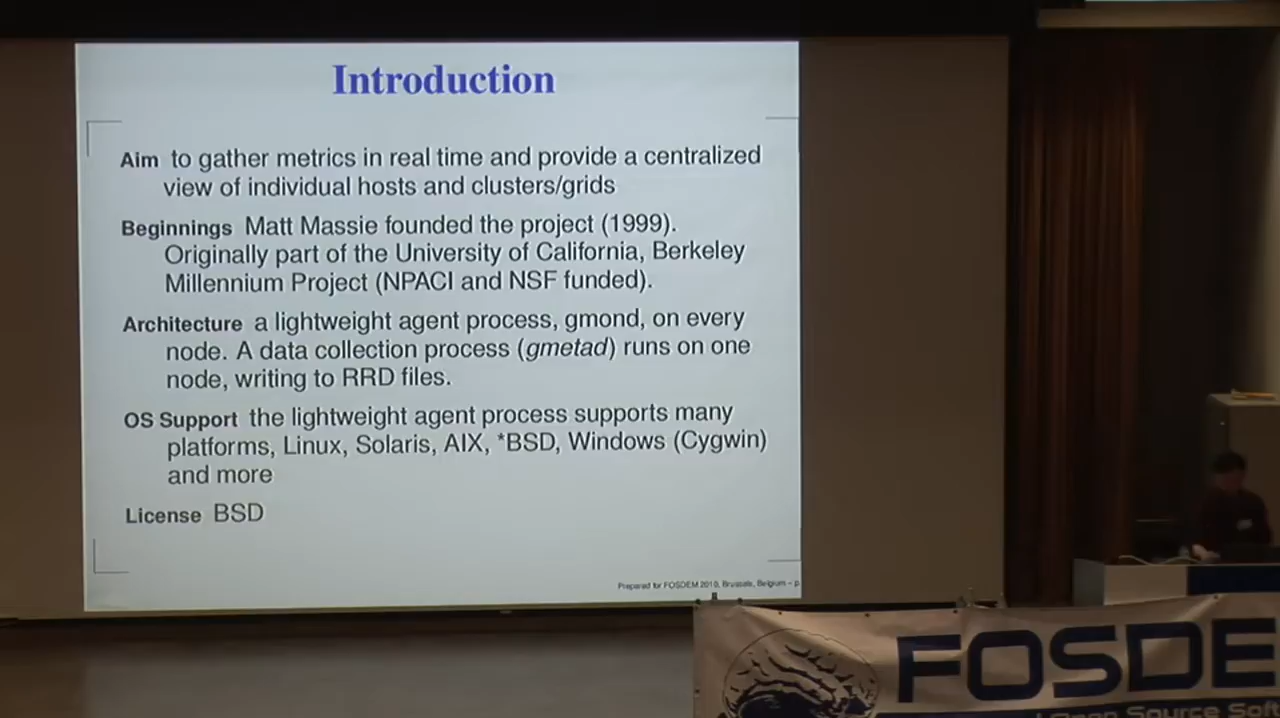 Introduction
Aim to gather metrics in real time and provide a centralized
view of individual hosts and clusters/grids
Beginnings Matt Massie founded the project (1999).
Originally part of the University of California, Berkeley
Millennium Project (NPACI and NSF funded).
Architecture a lightweight agent process, gmond, on every
node. A data collection process (gmetad) runs on one
node, writing to RRD files.
OS Support the lightweight agent process supports many
platforms, Linux, Solaris, AIX, *BSD, Windows (Cygwin)
and more
License BSD
Prepared for FOSDEM 2010, Brussels, Belgium – p
FOSDE
Open Source Soft